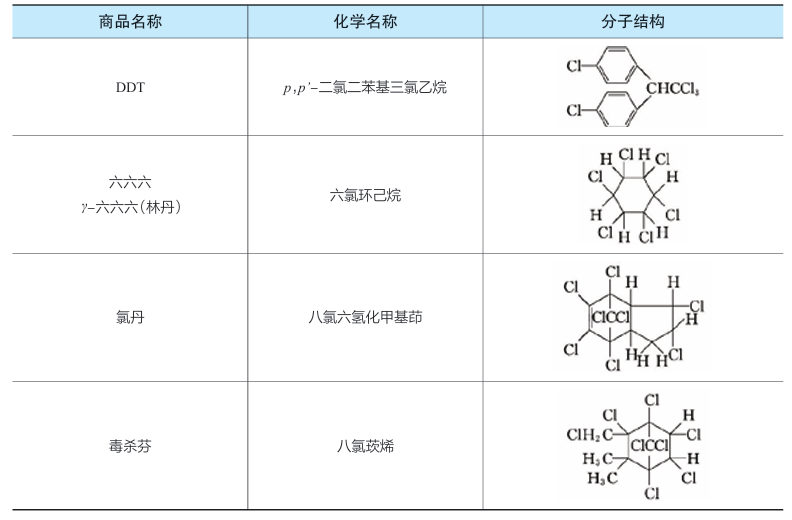 商品名称 化学名称 分子结构
DDT p,p'-二氯二苯基三氯乙烷
Cl
CHCCl₃
Cl
六六六
γ-六六六(林丹)
六氯环己烷
H Cl H Cl
Cl H
H Cl
Cl H Cl H
氯丹 八氯六氢化甲基茚
Cl H H
Cl Cl
ClCCl H
Cl H H H Cl
Cl
毒杀芬 八氯莰烯
Cl
Cl H
ClH₂C Cl
ClCCl
H₃C H
H₃C Cl
Cl